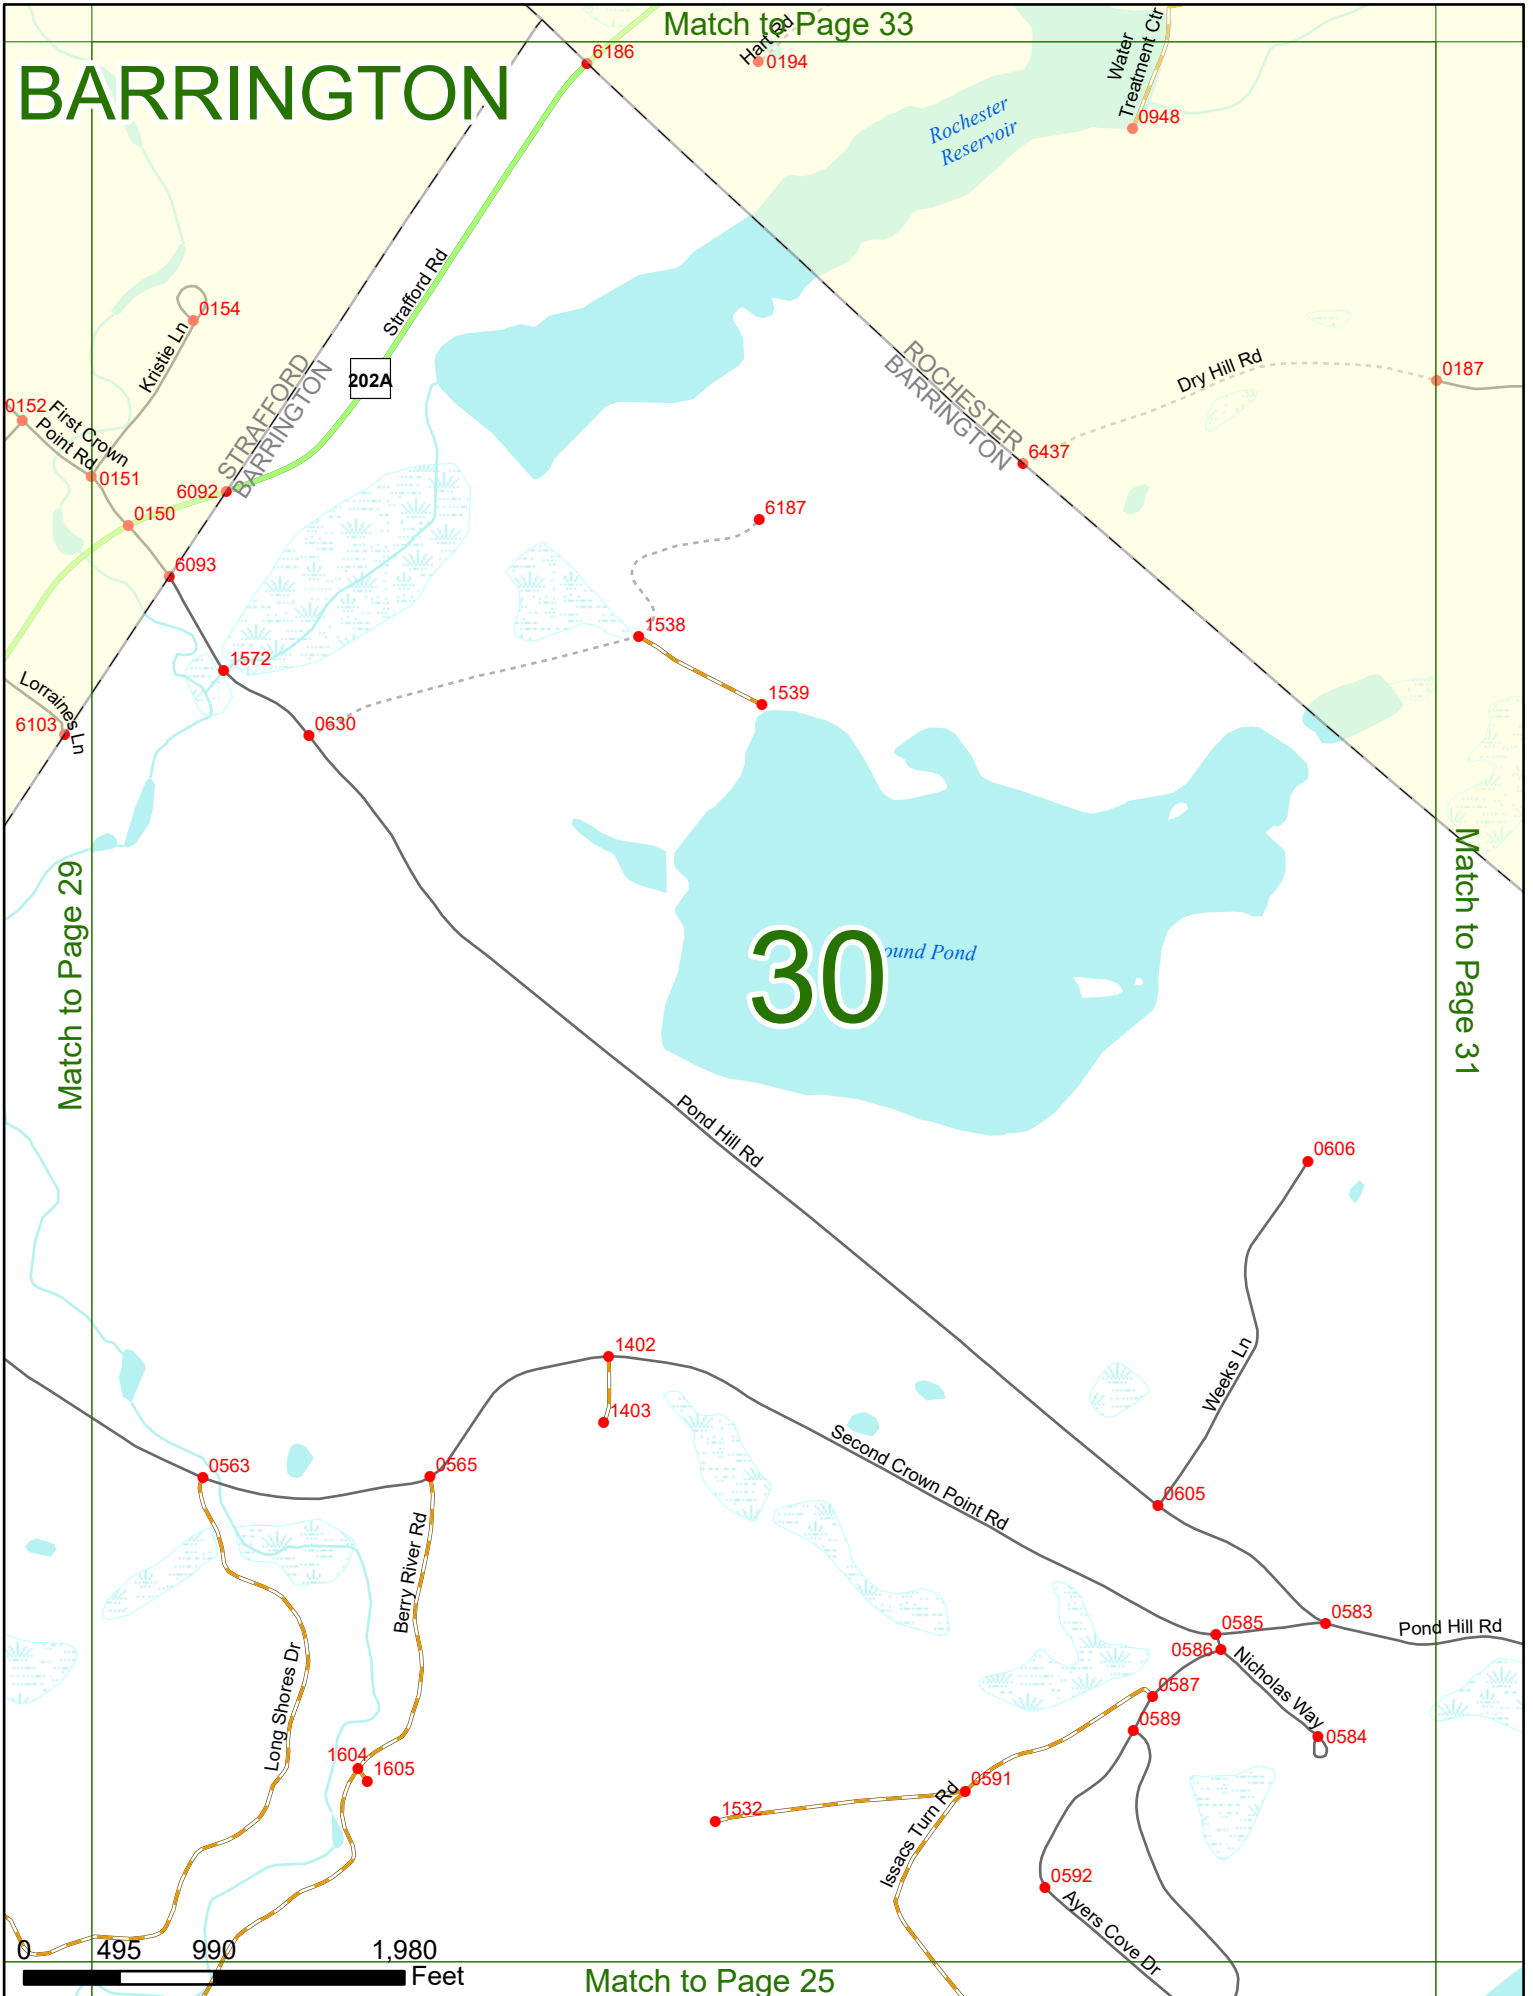 Match to Page 33
BARRINGTON
6186
Hart Rd
0194
Water
Treatment Ctr
0948
Rochester
Reservoir
Strafford Rd
0154
Kristie Ln
202A
STRAFFORD
BARRINGTON
ROCHESTER
BARRINGTON
Dry Hill Rd
0187
0152
First Crown
Point Rd
0151
6092
0150
6437
6187
6093
1538
1572
1539
Lorraines Ln
6103
0630
Match to Page 29
Match to Page 31
30
ound Pond
Pond Hill Rd
0606
Weeks Ln
1402
1403
0563
0565
Second Crown Point Rd
0605
Berry River Rd
0583
Pond Hill Rd
0585
0586
Nicholas Way
Long Shores Dr
0587
0589
0584
1604
1605
0591
1532
Issacs Turn Rd
0592
Ayers Cove Dr
0 495 990 1,980
Feet
Match to Page 25